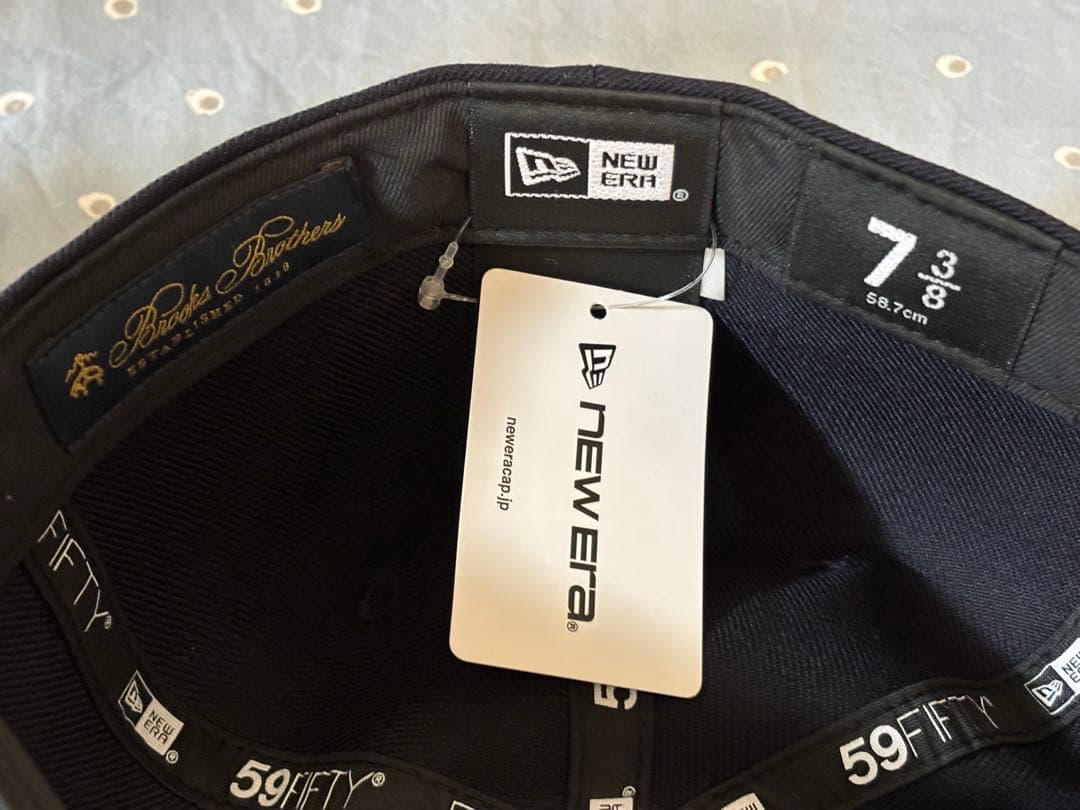 Brooks Brothers
ESTABLISHED 1818
NEW
ERA
®
7 3/8
58.7cm
NEW ERA®
neweracap.jp
FIFTY®
NEW
ERA
®
59FIFTY®
5
59FIFTY
NEW